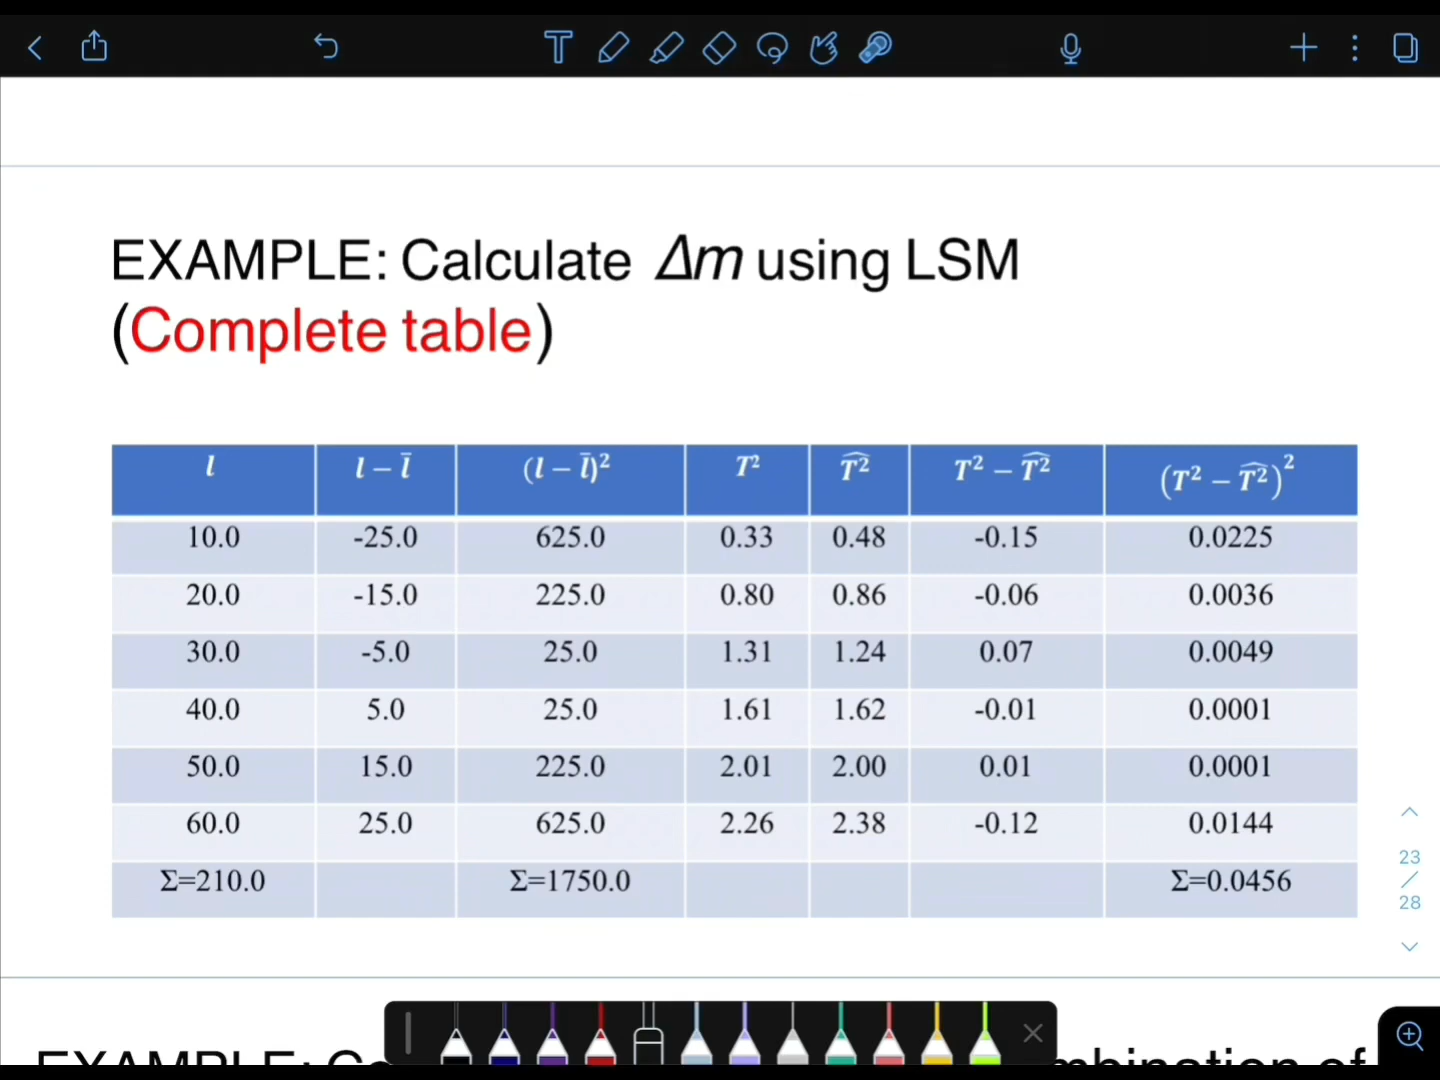 EXAMPLE: Calculate Δm using LSM
(Complete table)
l | l − l̄ | (l − l̄)² | T² | T̂² | T² − T̂² | (T² − T̂²)²
10.0 | -25.0 | 625.0 | 0.33 | 0.48 | -0.15 | 0.0225
20.0 | -15.0 | 225.0 | 0.80 | 0.86 | -0.06 | 0.0036
30.0 | -5.0 | 25.0 | 1.31 | 1.24 | 0.07 | 0.0049
40.0 | 5.0 | 25.0 | 1.61 | 1.62 | -0.01 | 0.0001
50.0 | 15.0 | 225.0 | 2.01 | 2.00 | 0.01 | 0.0001
60.0 | 25.0 | 625.0 | 2.26 | 2.38 | -0.12 | 0.0144
Σ=210.0 | Σ=1750.0 | Σ=0.0456
23
/
28
EXAMPLE: of